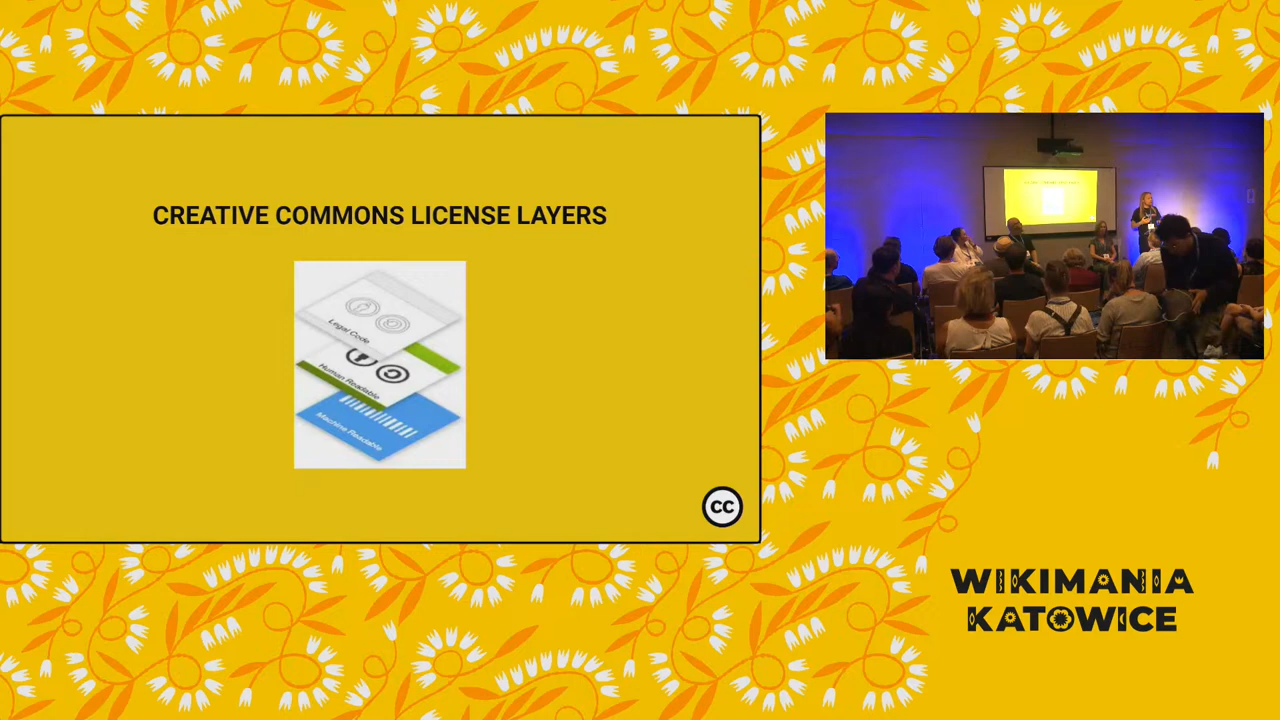 CREATIVE COMMONS LICENSE LAYERS
Legal Code
Human Readable
Machine Readable
CC
WIKIMANIA
KATOWICE